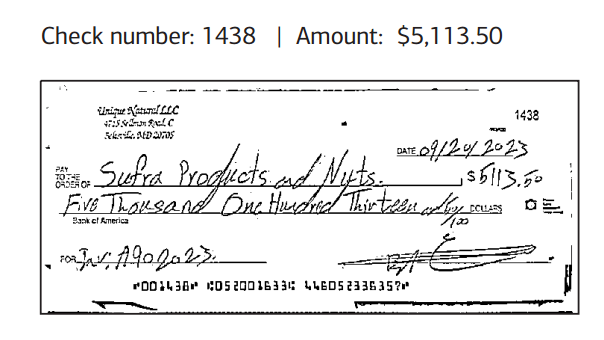 Check number: 1438 | Amount: $5,113.50
Unique Natural LLC
4715 Sellman Road, C
MD 20705
1438
DATE 09/20/2023
PAY TO THE ORDER OF Sufra Products and Nuts.
$5113.50
Five Thousand One Hundred Thirteen and 50/100 DOLLARS
Bank of America
FOR Inv: A902023.
⑈001438⑈ ⑆052001633⑆ 446052336357⑈